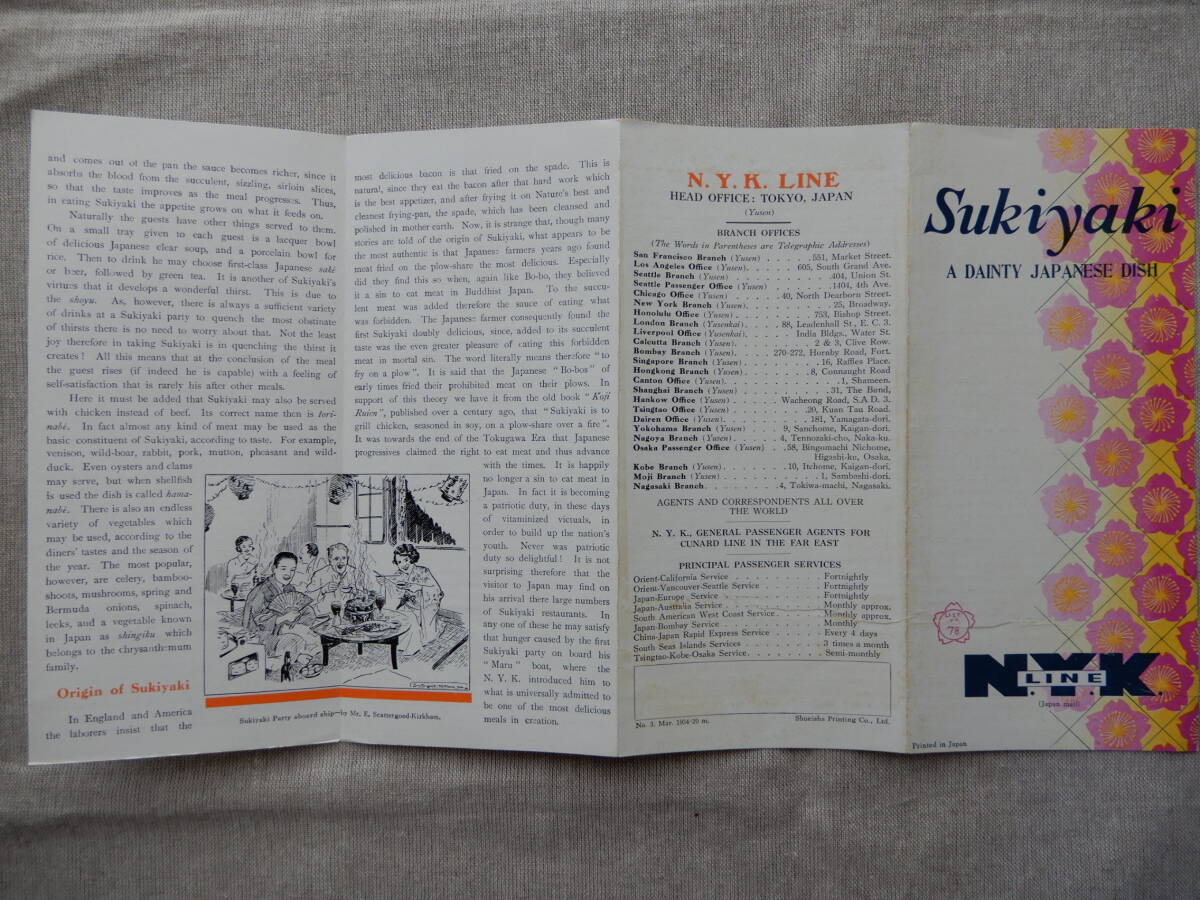 and comes out of the pan the sauce becomes richer, since it
absorbs the blood from the succulent, sizzling, sirloin slices,
so that the taste improves as the meal progresses. Thus,
in eating Sukiyaki the appetite grows on what it feeds on.
Naturally the guests have other things served to them.
On a small tray given to each guest is a lacquer bowl
of delicious Japanese clear soup, and a porcelain bowl for
rice. Then to drink he may choose first-class Japanese saké
or beer, followed by green tea. It is another of Sukiyaki's
virtues that it develops a wonderful thirst. This is due to
the shoyu. As, however, there is always a sufficient variety
of drinks at a Sukiyaki party to quench the most obstinate
of thirsts there is no need to worry about that. Not the least
joy therefore in taking Sukiyaki is in quenching the thirst it
creates! All this means that at the conclusion of the meal
the guest rises (if indeed he is capable) with a feeling of
self-satisfaction that is rarely his after other meals.
Here it must be added that Sukiyaki may also be served
with chicken instead of beef. Its correct name then is tori-
nabé. In fact almost any kind of meat may be used as the
basic constituent of Sukiyaki, according to taste. For example,
venison, wild-boar, rabbit, pork, mutton, pheasant and wild-
duck. Even oysters and clams
may serve, but when shellfish
is used the dish is called hama-
nabé. There is also an endless
variety of vegetables which
may be used, according to the
diners' tastes and the season of
the year. The most popular,
however, are celery, bamboo-
shoots, mushrooms, spring and
Bermuda onions, spinach,
leeks, and a vegetable known
in Japan as shingiku which
belongs to the chrysanthemum
family.
Origin of Sukiyaki
In England and America
the laborers insist that the
Sukiyaki Party aboard ship—by Mr. E. Scattergood-Kirkham.
most delicious bacon is that fried on the spade. This is
natural, since they eat the bacon after that hard work which
is the best appetizer, and after frying it on Nature's best and
cleanest frying-pan, the spade, which has been cleansed and
polished in mother earth. Now, it is strange that, though many
stories are told of the origin of Sukiyaki, what appears to be
the most authentic is that Japanese farmers years ago found
meat fried on the plow-share the most delicious. Especially
did they find this so when, again like Bo-bo, they believed
it a sin to eat meat in Buddhist Japan. To the succu-
lent meat was added therefore the sauce of eating what
was forbidden. The Japanese farmer consequently found the
first Sukiyaki doubly delicious, since, added to its succulent
taste was the even greater pleasure of eating this forbidden
meat in mortal sin. The word literally means therefore "to
fry on a plow". It is said that the Japanese "Bo-bos" of
early times fried their prohibited meat on their plows. In
support of this theory we have it from the old book "Koji
Ruien", published over a century ago, that "Sukiyaki is to
grill chicken, seasoned in soy, on a plow-share over a fire".
It was towards the end of the Tokugawa Era that Japanese
progressives claimed the right to eat meat and thus advance
with the times. It is happily
no longer a sin to eat meat in
Japan. In fact it is becoming
a patriotic duty, in these days
of vitaminized victuals, in
order to build up the nation's
youth. Never was patriotic
duty so delightful! It is not
surprising therefore that the
visitor to Japan may find on
his arrival there large numbers
of Sukiyaki restaurants. In
any one of these he may satisfy
that hunger caused by the first
Sukiyaki party on board his
"Maru" boat, where the
N. Y. K. introduced him to
what is universally admitted to
be one of the most delicious
meals in creation.
N. Y. K. LINE
HEAD OFFICE: TOKYO, JAPAN
(Yusen)
BRANCH OFFICES
(The Words in Parentheses are Telegraphic Addresses)
San Francisco Branch (Yusen) . . . . .551, Market Street.
Los Angeles Office (Yusen). . . . . 605, South Grand Ave.
Seattle Branch (Yusen) . . . . . . .404, Union St.
Seattle Passenger Office (Yusen) . . . . .1404, 4th Ave.
Chicago Office (Yusen) . . . . 40, North Dearborn Street.
New York Branch (Yusen) . . . . . . 25, Broadway.
Honolulu Office (Yusen) . . . . . 753, Bishop Street.
London Branch (Yusenkai). . . . 88, Leadenhall St., E. C. 3.
Liverpool Office (Yusenkai). . . . India Bldgs., Water St.
Calcutta Branch (Yusen). . . . . . 2 & 3, Clive Row.
Bombay Branch (Yusen). . . 270-272, Hornby Road, Fort.
Singapore Branch (Yusen). . . . . . 16, Raffles Place.
Hongkong Branch (Yusen). . . . . 8, Connaught Road
Canton Office (Yusen). . . . . . . . .1, Shameen.
Shanghai Branch (Yusen). . . . . . 31, The Bund.
Hankow Office (Yusen) . . . . . Wacheong Road, S.A D. 3.
Tsingtao Office (Yusen). . . . . .20, Kuan Tau Road.
Dairen Office (Yusen) . . . . . . 181, Yamagata-dori.
Yokohama Branch (Yusen) . . . 9, Sanchome, Kaigan-dori.
Nagoya Branch (Yusen). . . . 4, Tennozaki-cho, Naka-ku.
Osaka Passenger Office (Yusen) . . .58, Bingomachi Nichome,
Higashi-ku, Osaka.
Kobe Branch (Yusen). . . . . . 10, Itchome, Kaigan-dori.
Moji Branch (Yusen) . . . . . . . 1, Sambashi-dori.
Nagasaki Branch. . . . . . . 4, Tokiwa-machi, Nagasaki.
AGENTS AND CORRESPONDENTS ALL OVER
THE WORLD
N. Y. K., GENERAL PASSENGER AGENTS FOR
CUNARD LINE IN THE FAR EAST
PRINCIPAL PASSENGER SERVICES
Orient-California Service . . . . . . . . Fortnightly
Orient-Vancouver-Seattle Service . . . . . . Fortnightly
Japan-Europe Service . . . . . . . . . Fortnightly
Japan-Australia Service . . . . . . . . Monthly approx.
South American West Coast Service . . . . Monthly approx.
Japan-Bombay Service . . . . . . . . . Monthly
China-Japan Rapid Express Service . . . . . Every 4 days
South Seas Islands Services . . . . . . 3 times a month
Tsingtao-Kobe-Osaka Service. . . . . . . Semi-monthly
No. 3. Mar. 1934-20 m.
Shueisha Printing Co., Ltd.
Sukiyaki
A DAINTY JAPANESE DISH
78
N.Y.K.
LINE
(Japan mail)
Printed in Japan